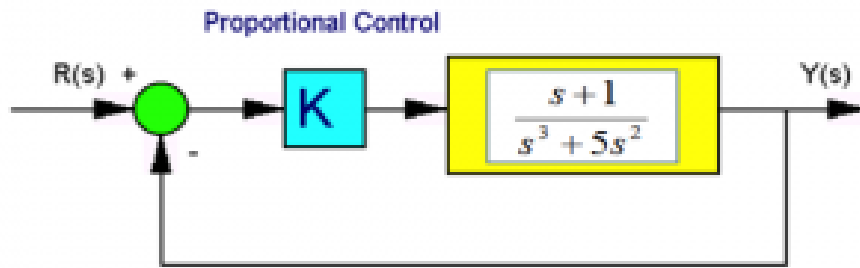 Proportional Control
R(s) + Y(s)
K
s + 1
s³ + 5s²
-